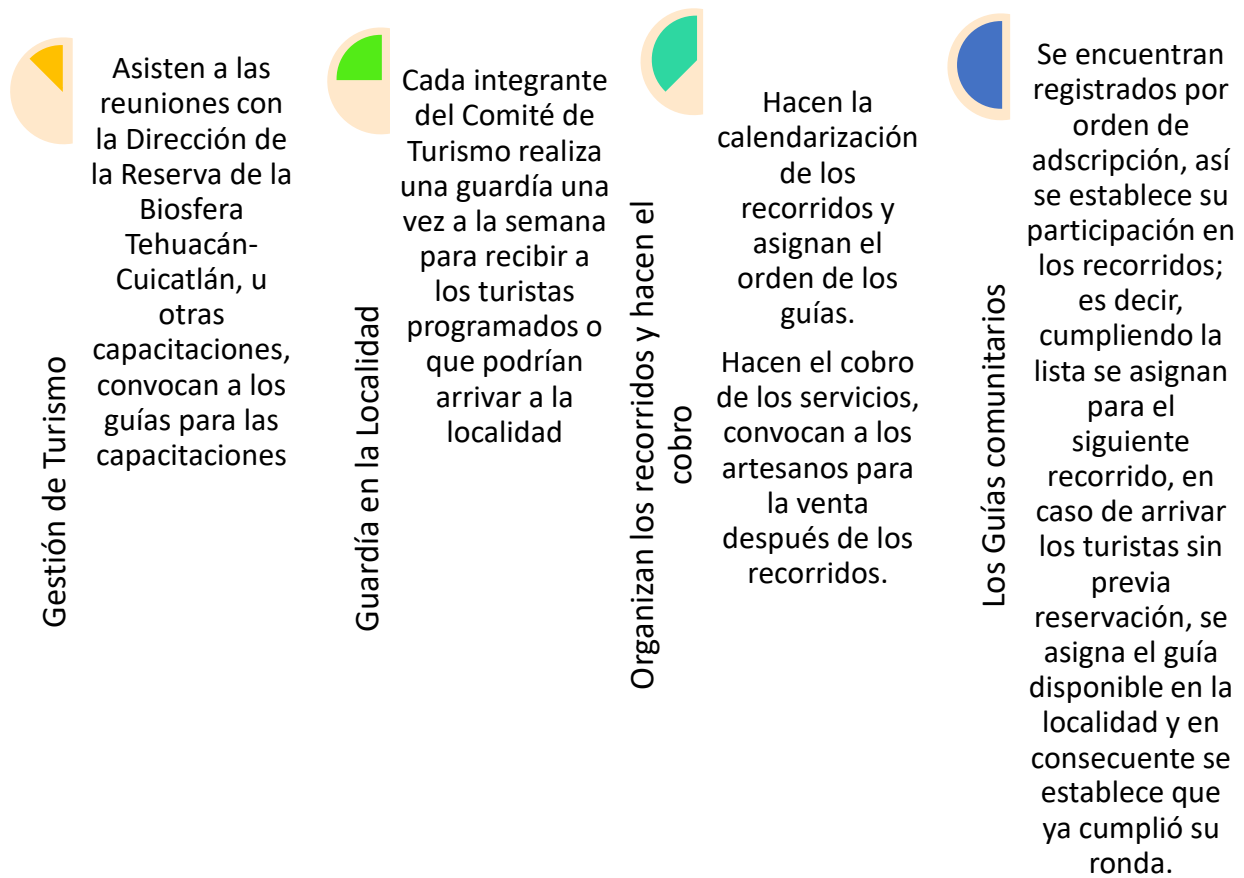 Gestión de Turismo
Asisten a las
reuniones con
la Dirección de
la Reserva de la
Biosfera
Tehuacán-
Cuicatlán, u
otras
capacitaciones,
convocan a los
guías para las
capacitaciones
Guardía en la Localidad
Cada integrante
del Comité de
Turismo realiza
una guardía una
vez a la semana
para recibir a
los turistas
programados o
que podrían
arrivar a la
localidad
Organizan los recorridos y hacen el
cobro
Hacen la
calendarización
de los
recorridos y
asignan el
orden de los
guías.
Hacen el cobro
de los servicios,
convocan a los
artesanos para
la venta
después de los
recorridos.
Los Guías comunitarios
Se encuentran
registrados por
orden de
adscripción, así
se establece su
participación en
los recorridos;
es decir,
cumpliendo la
lista se asignan
para el
siguiente
recorrido, en
caso de arrivar
los turistas sin
previa
reservación, se
asigna el guía
disponible en la
localidad y en
consecuente se
establece que
ya cumplió su
ronda.